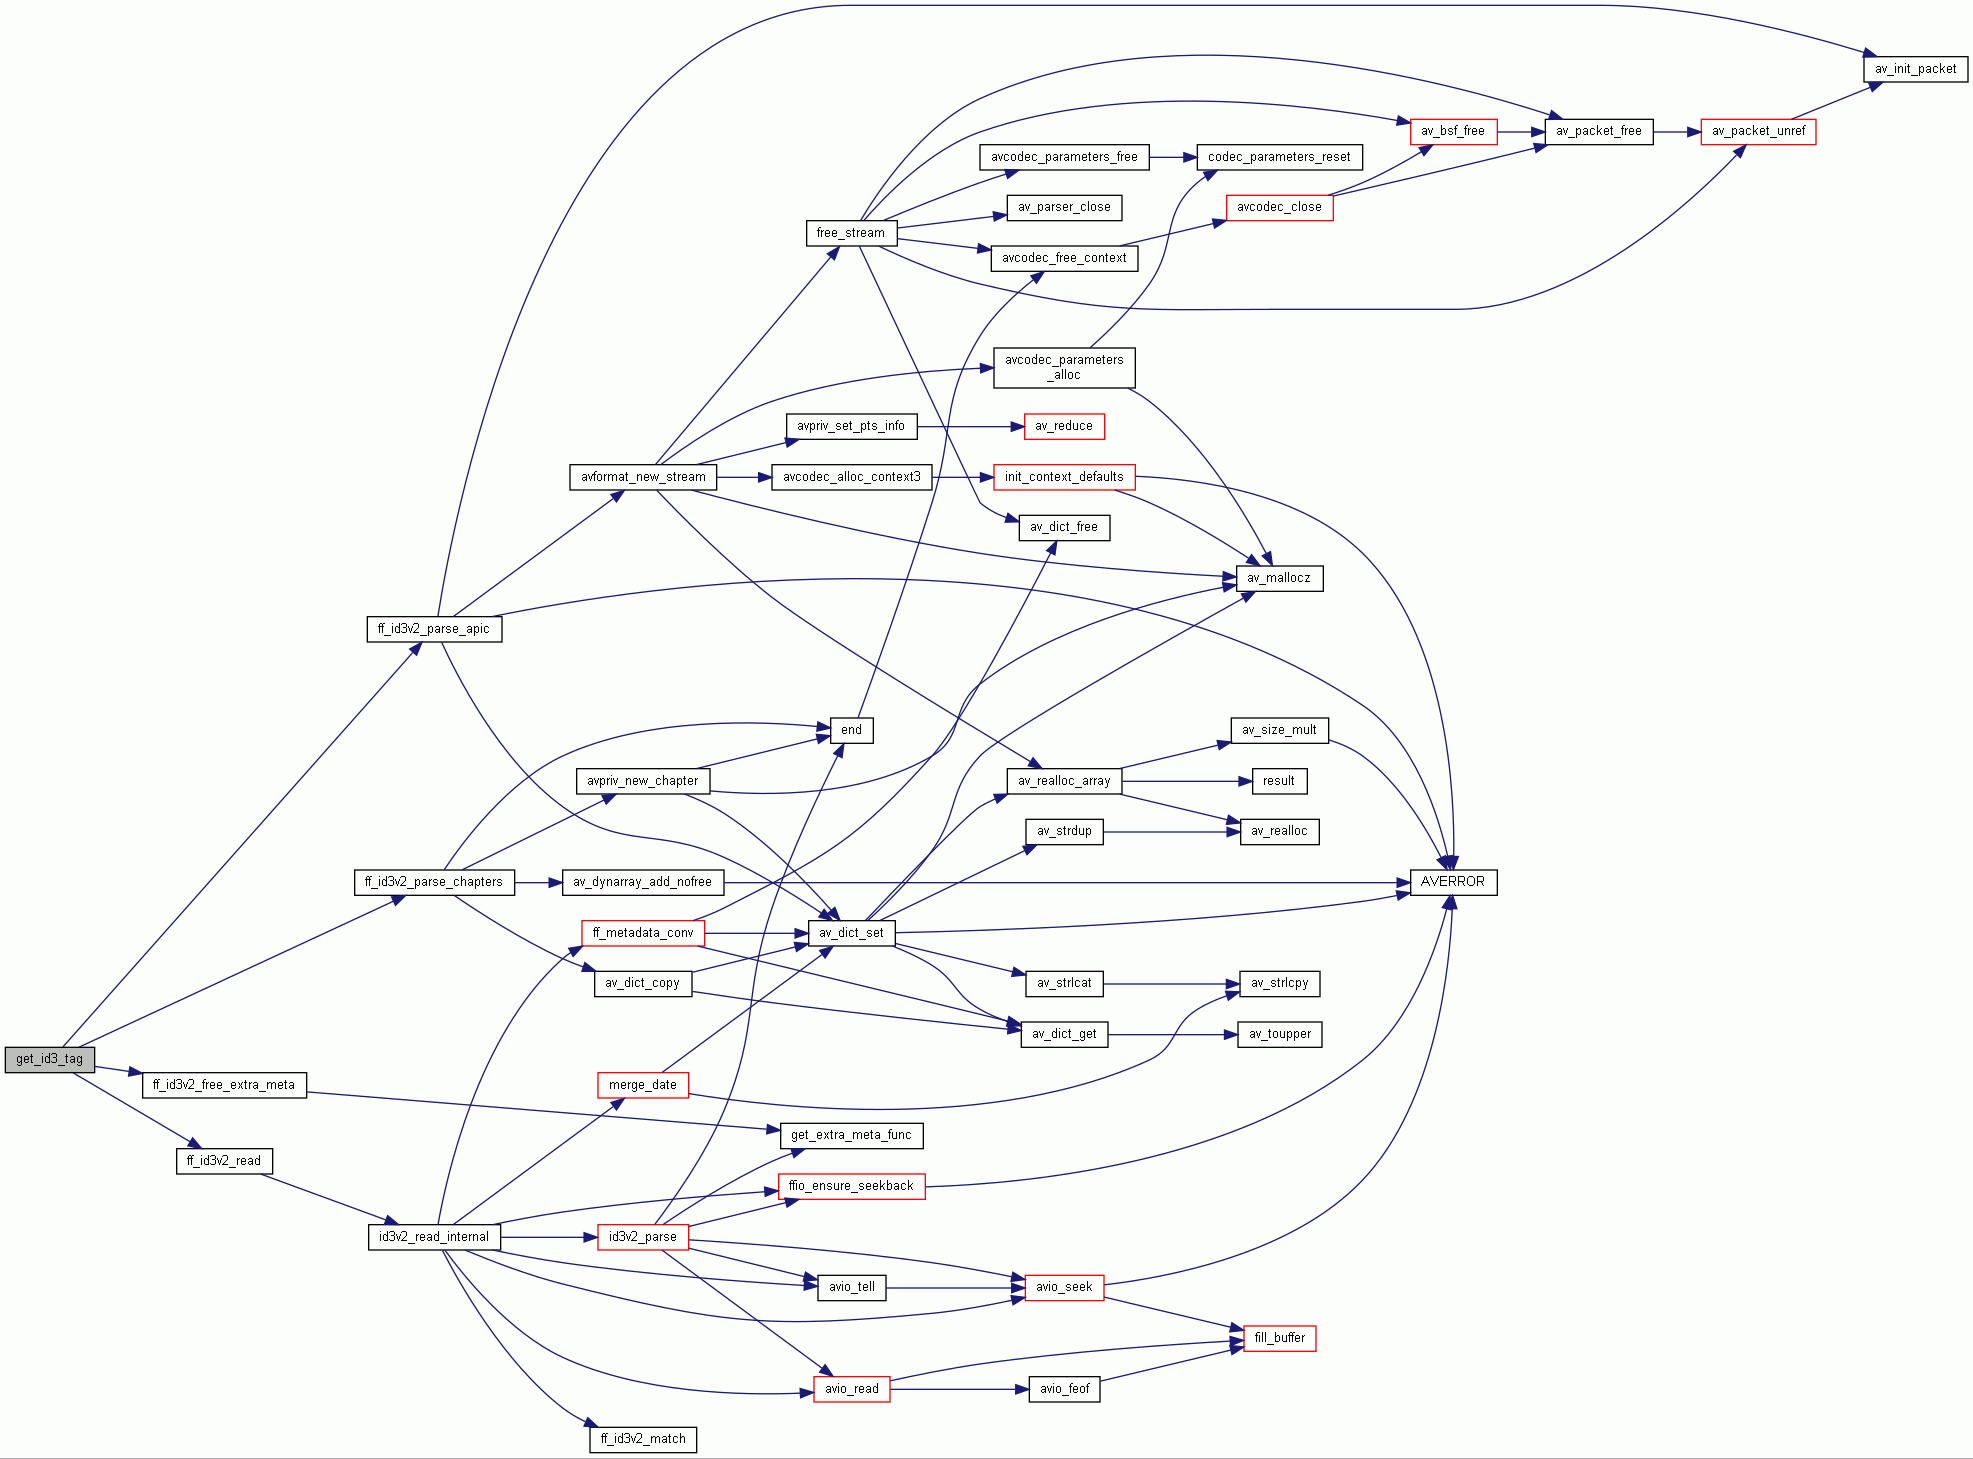 av_init_packet
av_bsf_free
av_packet_free
av_packet_unref
avcodec_parameters_free
codec_parameters_reset
av_parser_close
avcodec_close
free_stream
avcodec_free_context
avcodec_parameters
_alloc
avpriv_set_pts_info
av_reduce
avformat_new_stream
avcodec_alloc_context3
init_context_defaults
av_dict_free
av_mallocz
ff_id3v2_parse_apic
end
av_size_mult
avpriv_new_chapter
av_realloc_array
result
av_strdup
av_realloc
ff_id3v2_parse_chapters
av_dynarray_add_nofree
AVERROR
ff_metadata_conv
av_dict_set
av_dict_copy
av_strlcat
av_strlcpy
av_dict_get
av_toupper
get_id3_tag
ff_id3v2_free_extra_meta
merge_date
get_extra_meta_func
ff_id3v2_read
ffio_ensure_seekback
id3v2_read_internal
id3v2_parse
avio_tell
avio_seek
fill_buffer
avio_read
avio_feof
ff_id3v2_match